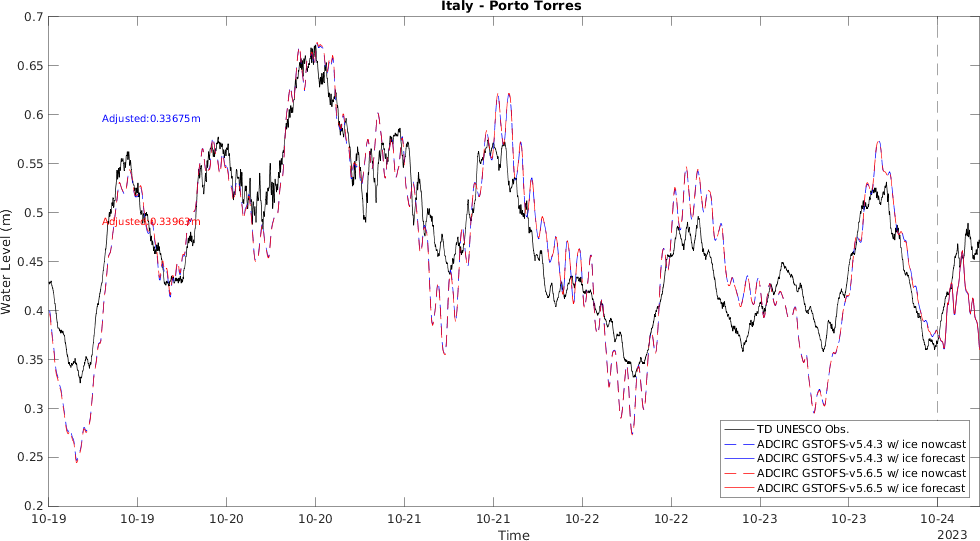 Italy - Porto Torres
0.7
0.65
0.6
0.55
0.5
0.45
0.4
0.35
0.3
0.25
0.2
Water Level (m)
Adjusted:0.33675m
Adjusted:0.33963m
TD UNESCO Obs.
ADCIRC GSTOFS-v5.4.3 w/ ice nowcast
ADCIRC GSTOFS-v5.4.3 w/ ice forecast
ADCIRC GSTOFS-v5.6.5 w/ ice nowcast
ADCIRC GSTOFS-v5.6.5 w/ ice forecast
10-19 10-19 10-20 10-20 10-21 10-21 10-22 10-22 10-23 10-23 10-24
Time
2023